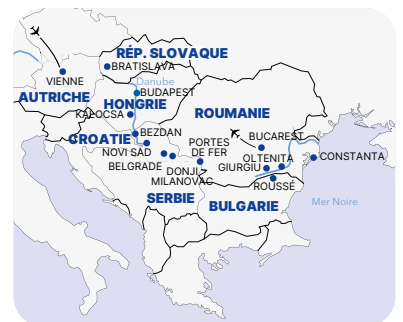 RÉP. SLOVAQUE
BRATISLAVA
VIENNE
Danube
BUDAPEST
AUTRICHE
HONGRIE
KALOCSA
ROUMANIE
CROATIE
BEZDAN
NOVI SAD
BELGRADE
PORTES
DE FER
BUCAREST
OLTENITA
CONSTANTA
GIURGIU
DONJI
MILANOVAC
ROUSSÉ
SERBIE
BULGARIE
Mer Noire